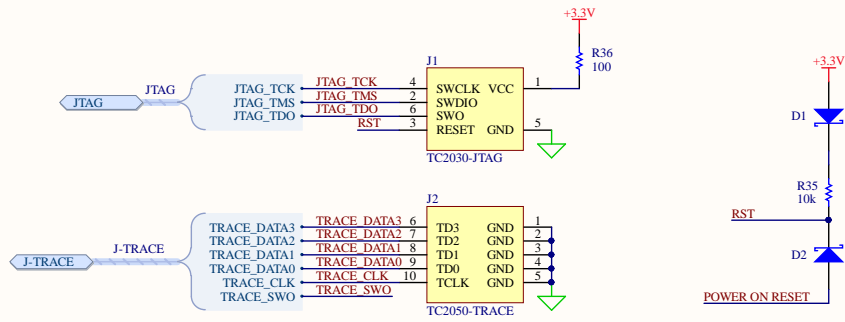 +3.3V
R36
100
J1
JTAG
JTAG
JTAG_TCK
JTAG_TCK
4
SWCLK
VCC
1
JTAG_TMS
JTAG_TMS
2
SWDIO
JTAG_TDO
JTAG_TDO
6
SWO
RST
3
RESET
GND
5
TC2030-JTAG
J2
J-TRACE
J-TRACE
TRACE_DATA3
TRACE_DATA3
6
TD3
GND
1
TRACE_DATA2
TRACE_DATA2
7
TD2
GND
2
TRACE_DATA1
TRACE_DATA1
8
TD1
GND
3
TRACE_DATA0
TRACE_DATA0
9
TD0
GND
4
TRACE_CLK
TRACE_CLK
10
TCLK
GND
5
TRACE_SWO
TRACE_SWO
TC2050-TRACE
+3.3V
D1
R35
10k
RST
D2
POWER ON RESET